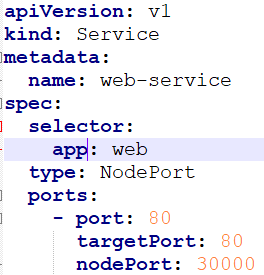 apiVersion: v1
kind: Service
metadata:
  name: web-service
spec:
  selector:
    app: web
  type: NodePort
  ports:
    - port: 80
      targetPort: 80
      nodePort: 30000